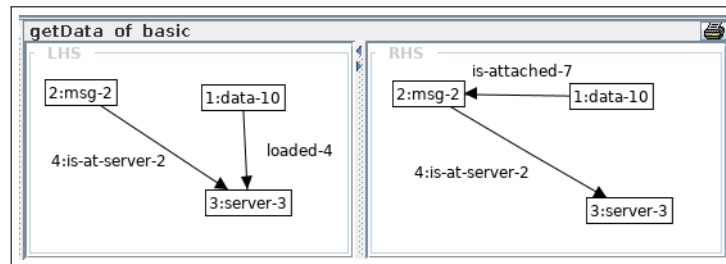 getData of basic
LHS
2:msg-2
1:data-10
4:is-at-server-2
loaded-4
3:server-3
RHS
is-attached-7
2:msg-2
1:data-10
4:is-at-server-2
3:server-3